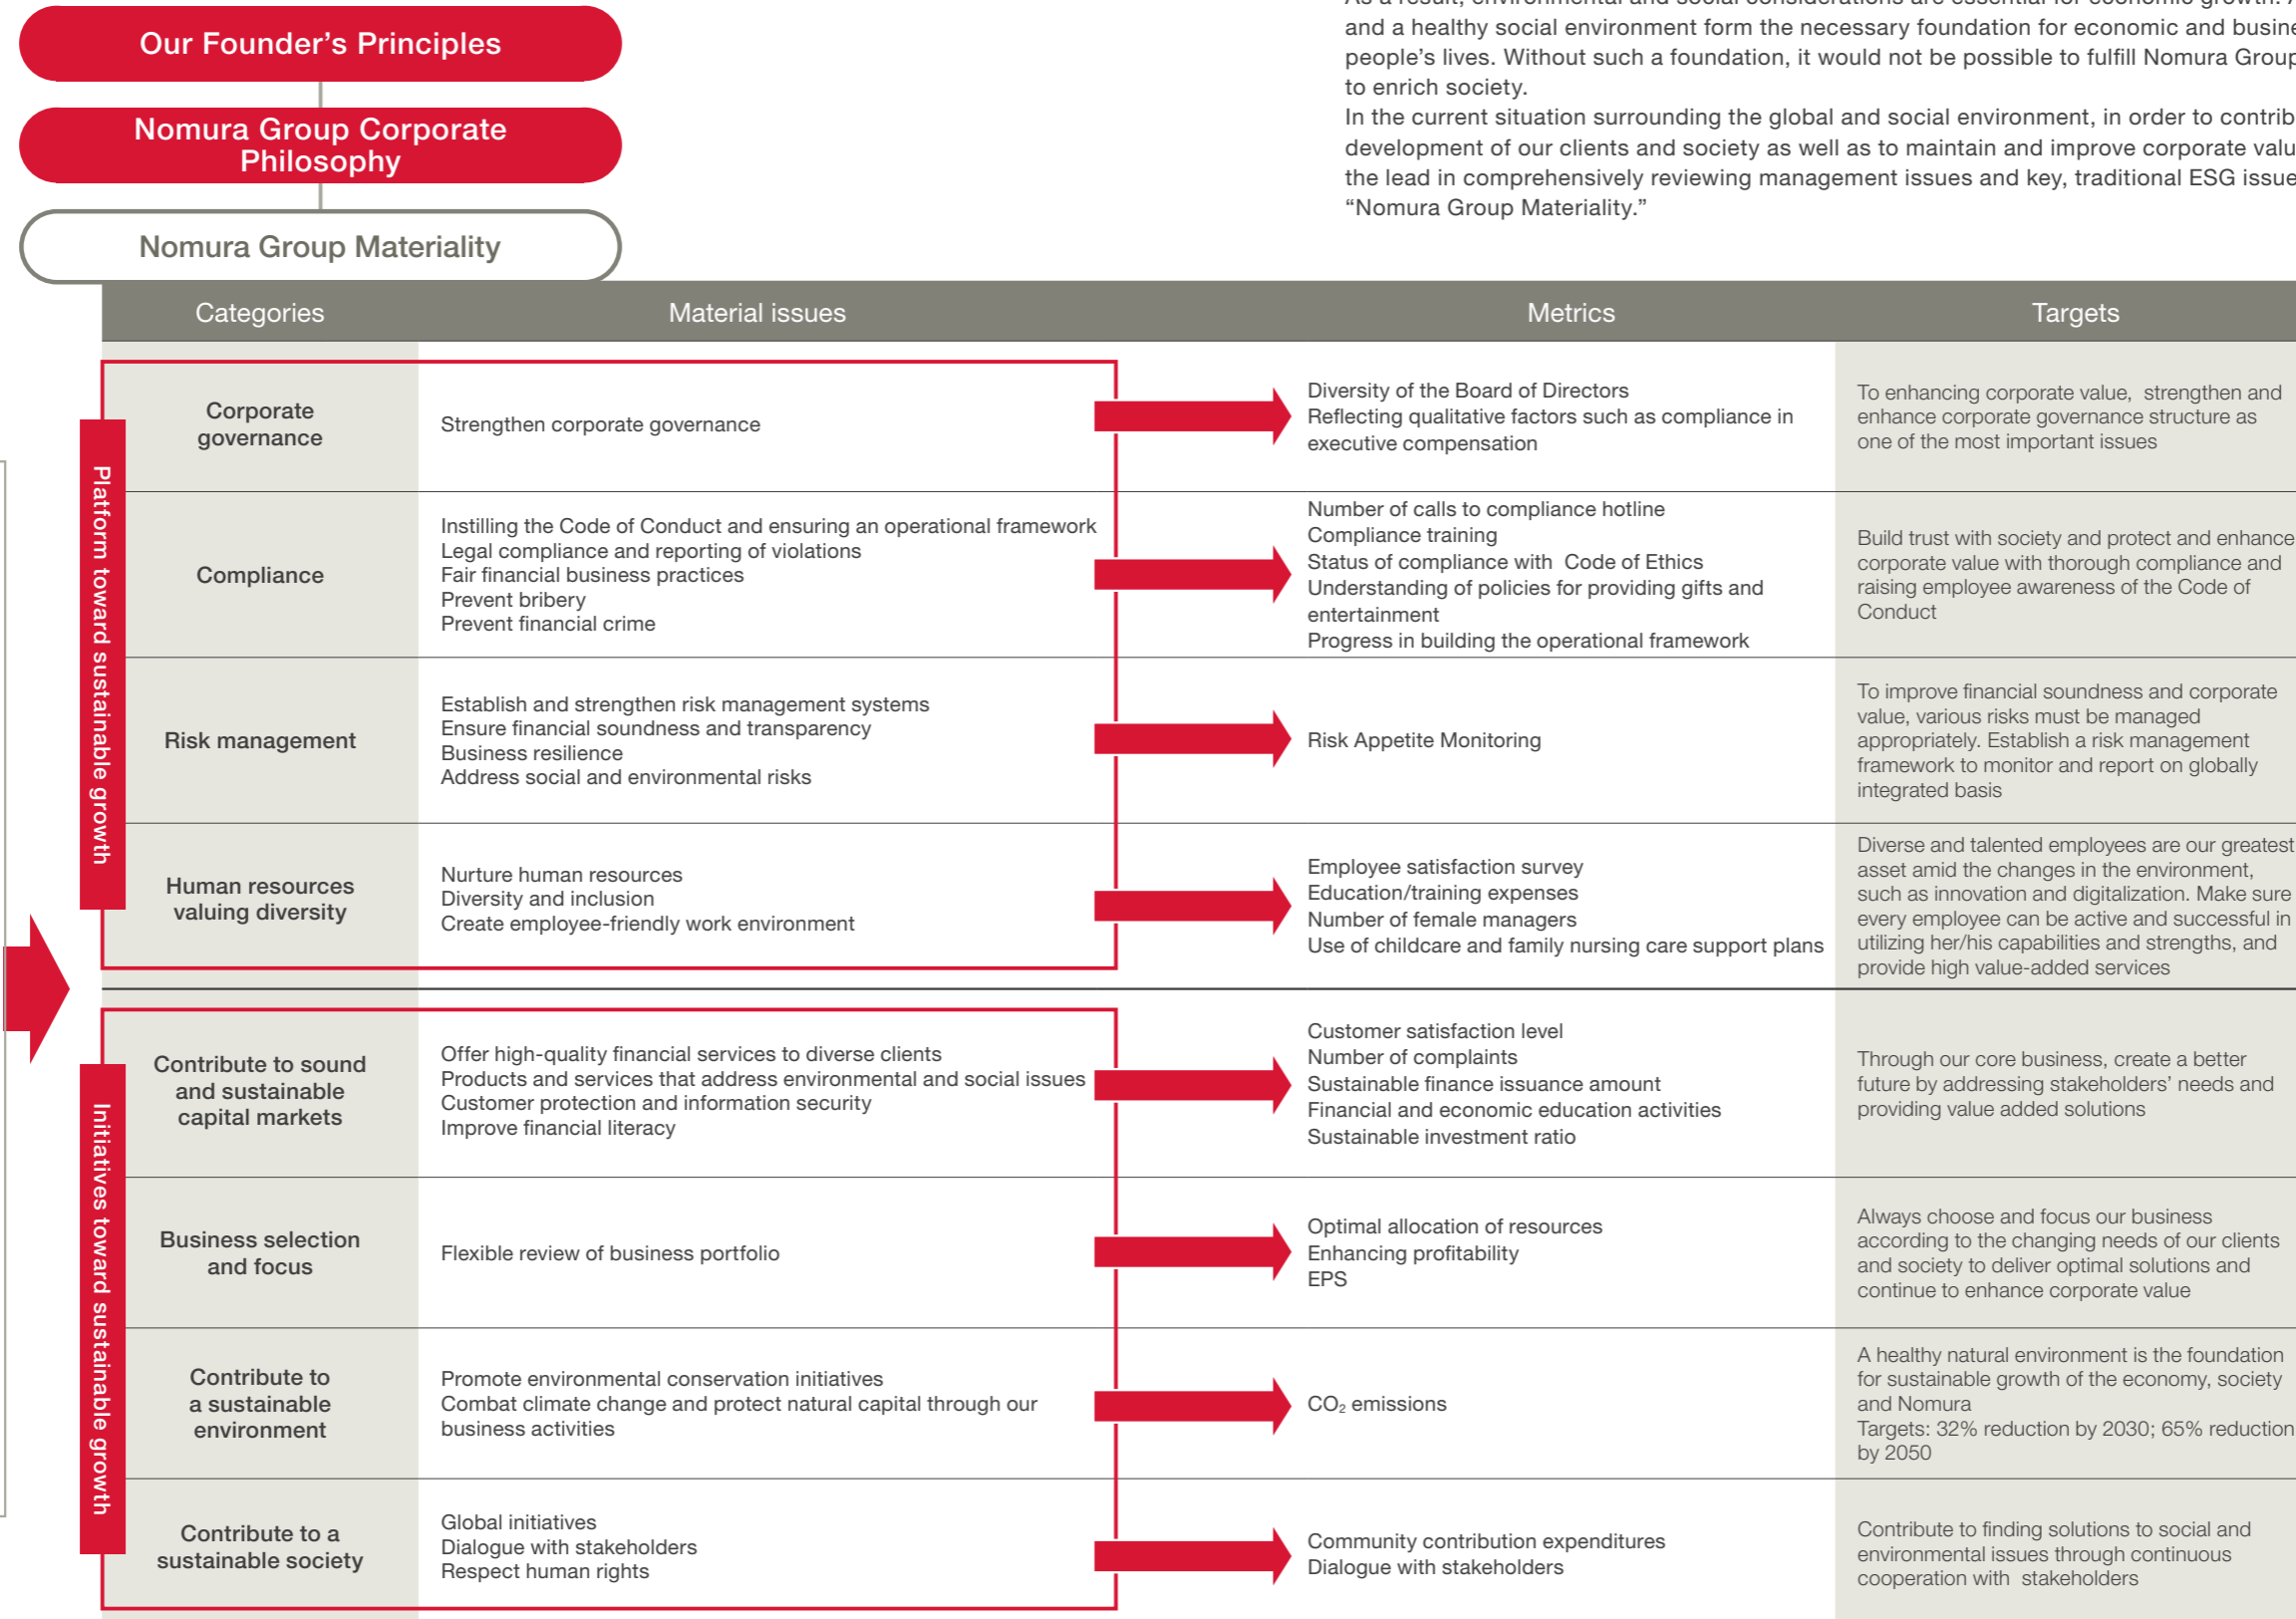 Our Founder's Principles
Nomura Group Corporate
Philosophy
Nomura Group Materiality
As a result, environmental and social considerations are essential for economic growth.
and a healthy social environment form the necessary foundation for economic and
people's lives. Without such a foundation, it would not be possible to fulfill Nomura Group
to enrich society.
In the current situation surrounding the global and social environment, in order to
development of our clients and society as well as to maintain and improve corporate
the lead in comprehensively reviewing management issues and key, traditional ESG
“Nomura Group Materiality.”
Categories
Material issues
Metrics
Targets
Platform toward sustainable growth
Corporate
governance
Strengthen corporate governance
Diversity of the Board of Directors
Reflecting qualitative factors such as compliance in
executive compensation
To enhancing corporate value, strengthen and
enhance corporate governance structure as
one of the most important issues
Compliance
Instilling the Code of Conduct and ensuring an operational framework
Legal compliance and reporting of violations
Fair financial business practices
Prevent bribery
Prevent financial crime
Number of calls to compliance hotline
Compliance training
Status of compliance with Code of Ethics
Understanding of policies for providing gifts and
entertainment
Progress in building the operational framework
Build trust with society and protect and enhance
corporate value with thorough compliance and
raising employee awareness of the Code of
Conduct
Risk management
Establish and strengthen risk management systems
Ensure financial soundness and transparency
Business resilience
Address social and environmental risks
Risk Appetite Monitoring
To improve financial soundness and corporate
value, various risks must be managed
appropriately. Establish a risk management
framework to monitor and report on globally
integrated basis
Human resources
valuing diversity
Nurture human resources
Diversity and inclusion
Create employee-friendly work environment
Employee satisfaction survey
Education/training expenses
Number of female managers
Use of childcare and family nursing care support plans
Diverse and talented employees are our greatest
asset amid the changes in the environment,
such as innovation and digitalization. Make sure
every employee can be active and successful in
utilizing her/his capabilities and strengths, and
provide high value-added services
Initiatives toward sustainable growth
Contribute to sound
and sustainable
capital markets
Offer high-quality financial services to diverse clients
Products and services that address environmental and social issues
Customer protection and information security
Improve financial literacy
Customer satisfaction level
Number of complaints
Sustainable finance issuance amount
Financial and economic education activities
Sustainable investment ratio
Through our core business, create a better
future by addressing stakeholders' needs and
providing value added solutions
Business selection
and focus
Flexible review of business portfolio
Optimal allocation of resources
Enhancing profitability
EPS
Always choose and focus our business
according to the changing needs of our clients
and society to deliver optimal solutions and
continue to enhance corporate value
Contribute to
a sustainable
environment
Promote environmental conservation initiatives
Combat climate change and protect natural capital through our
business activities
CO₂ emissions
A healthy natural environment is the foundation
for sustainable growth of the economy, society
and Nomura
Targets: 32% reduction by 2030; 65% reduction
by 2050
Contribute to a
sustainable society
Global initiatives
Dialogue with stakeholders
Respect human rights
Community contribution expenditures
Dialogue with stakeholders
Contribute to finding solutions to social and
environmental issues through continuous
cooperation with stakeholders